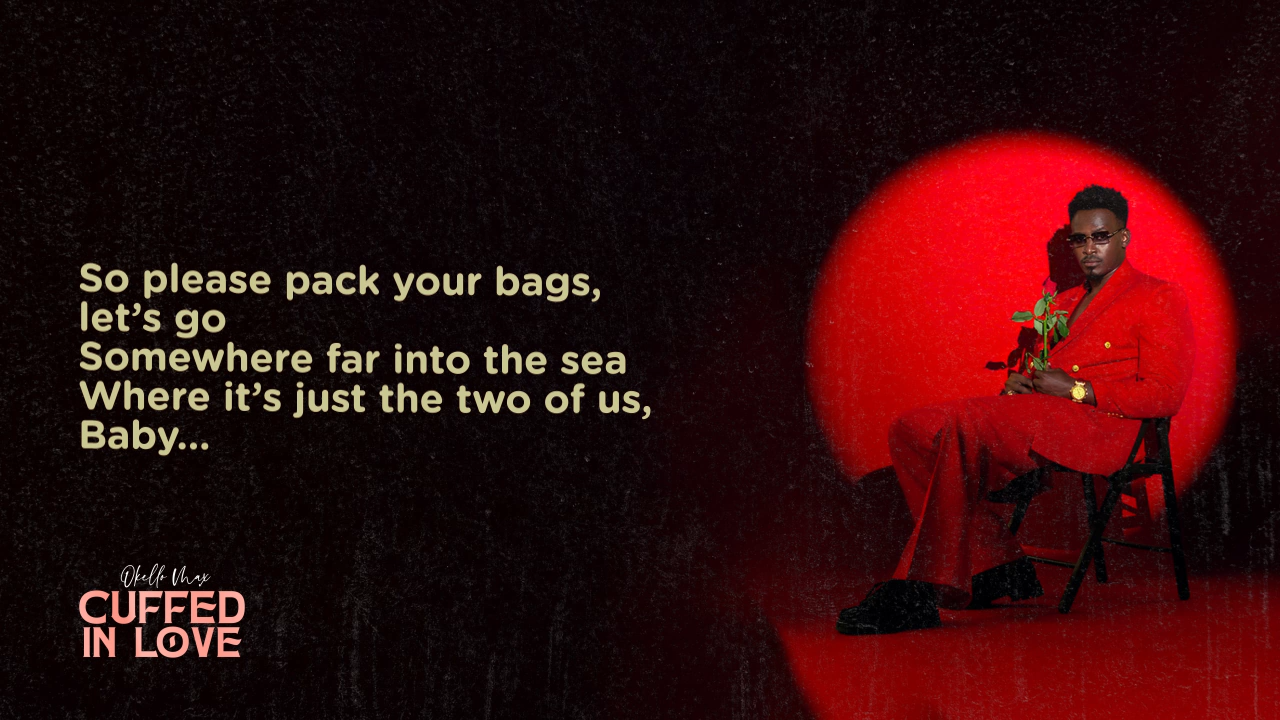 So please pack your bags,
let’s go
Somewhere far into the sea
Where it’s just the two of us,
Baby...
Okello Max
CUFFED
IN LOVE